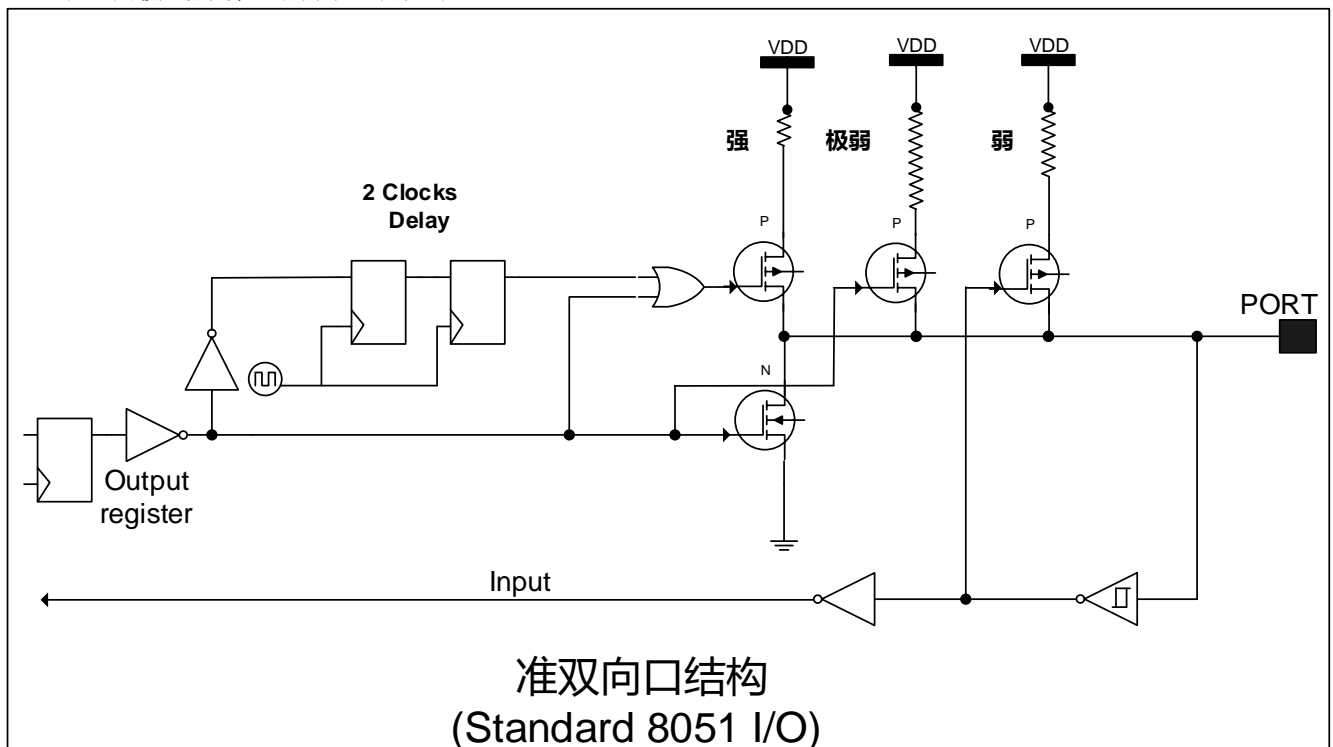 VDD
VDD
VDD
强
极弱
弱
2 Clocks
Delay
P
P
P
PORT
N
Output
register
Input
准双向口结构
(Standard 8051 I/O)